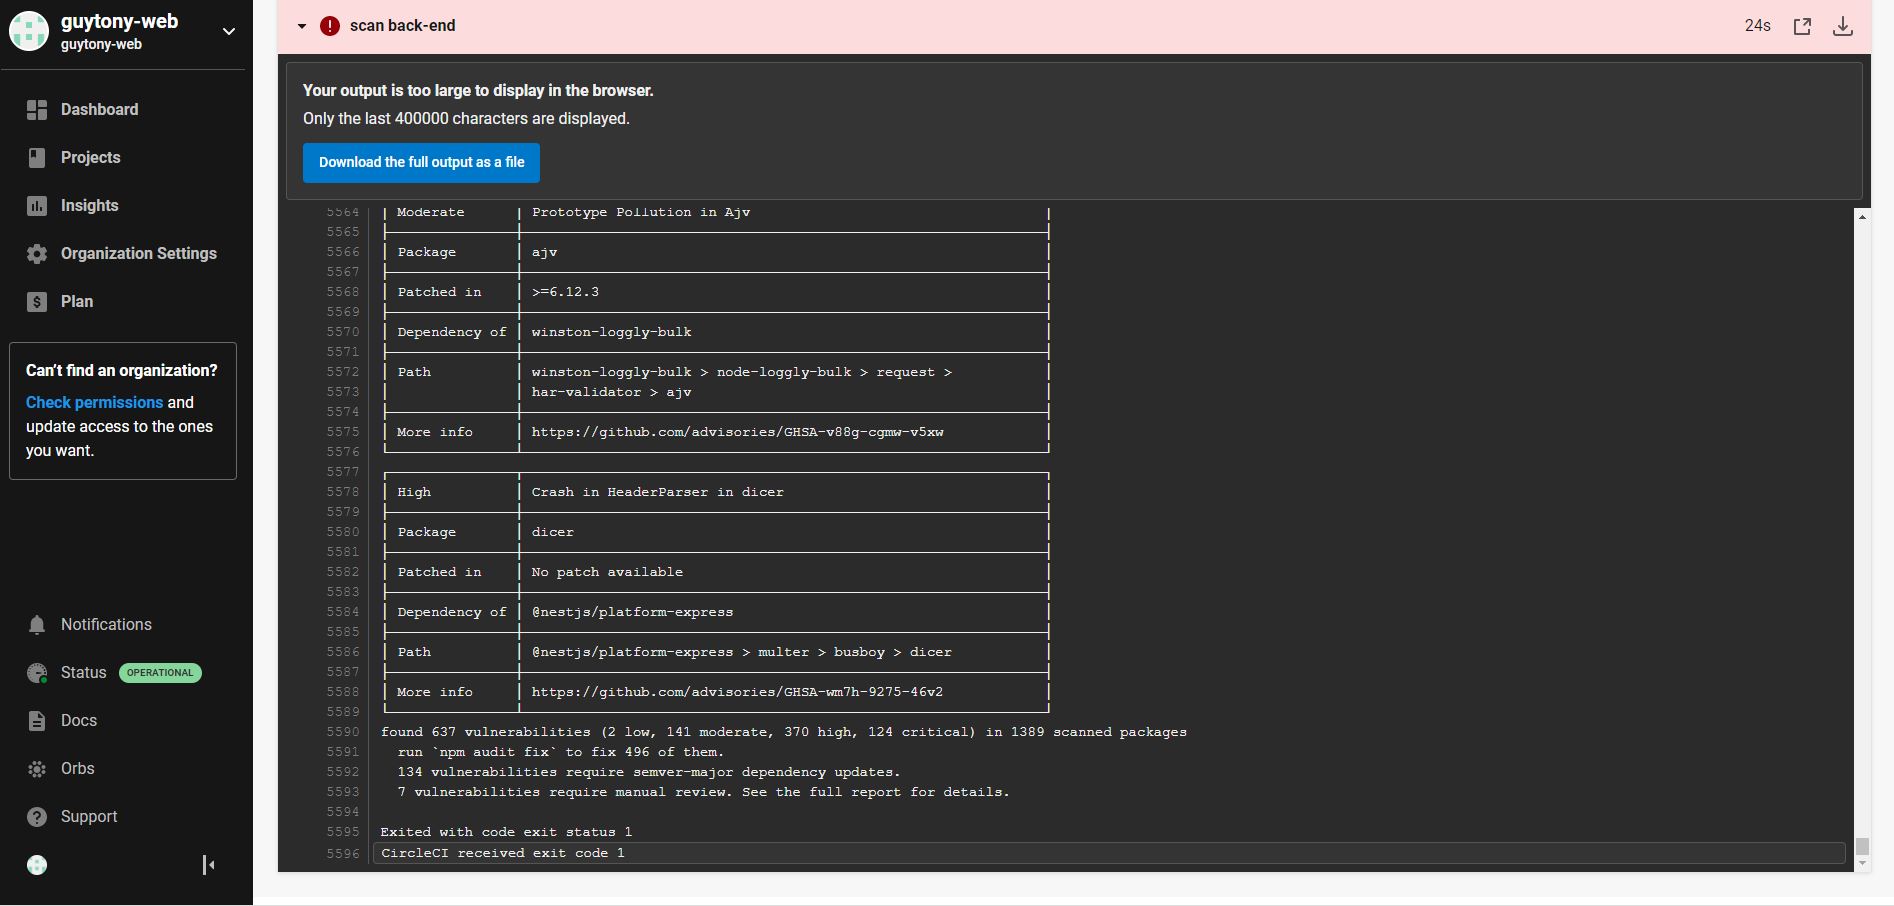 guytony-web
guytony-web
Dashboard
Projects
Insights
Organization Settings
Plan
Can't find an organization?
Check permissions and
update access to the ones
you want.
Notifications
Status OPERATIONAL
Docs
Orbs
Support
scan back-end 24s
Your output is too large to display in the browser.
Only the last 400000 characters are displayed.
Download the full output as a file
5564 | Moderate | Prototype Pollution in Ajv |
5565
5566 | Package | ajv |
5567
5568 | Patched in | >=6.12.3 |
5569
5570 | Dependency of | winston-loggly-bulk |
5571
5572 | Path | winston-loggly-bulk > node-loggly-bulk > request > |
5573 | | har-validator > ajv |
5574
5575 | More info | https://github.com/advisories/GHSA-v88g-cgmw-v5xw |
5576
5577
5578 | High | Crash in HeaderParser in dicer |
5579
5580 | Package | dicer |
5581
5582 | Patched in | No patch available |
5583
5584 | Dependency of | @nestjs/platform-express |
5585
5586 | Path | @nestjs/platform-express > multer > busboy > dicer |
5587
5588 | More info | https://github.com/advisories/GHSA-wm7h-9275-46v2 |
5589
5590 found 637 vulnerabilities (2 low, 141 moderate, 370 high, 124 critical) in 1389 scanned packages
5591 run `npm audit fix` to fix 496 of them.
5592 134 vulnerabilities require semver-major dependency updates.
5593 7 vulnerabilities require manual review. See the full report for details.
5594
5595 Exited with code exit status 1
5596 CircleCI received exit code 1